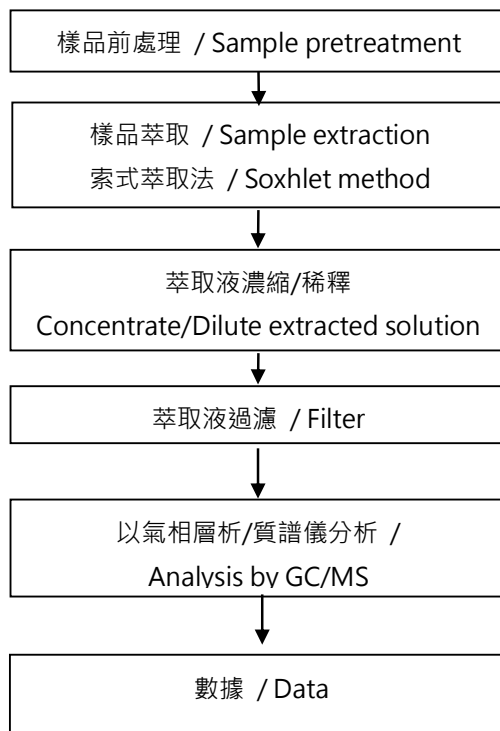 樣品前處理 / Sample pretreatment
樣品萃取 / Sample extraction
索式萃取法 / Soxhlet method
萃取液濃縮/稀釋
Concentrate/Dilute extracted solution
萃取液過濾 / Filter
以氣相層析/質譜儀分析 /
Analysis by GC/MS
數據 / Data